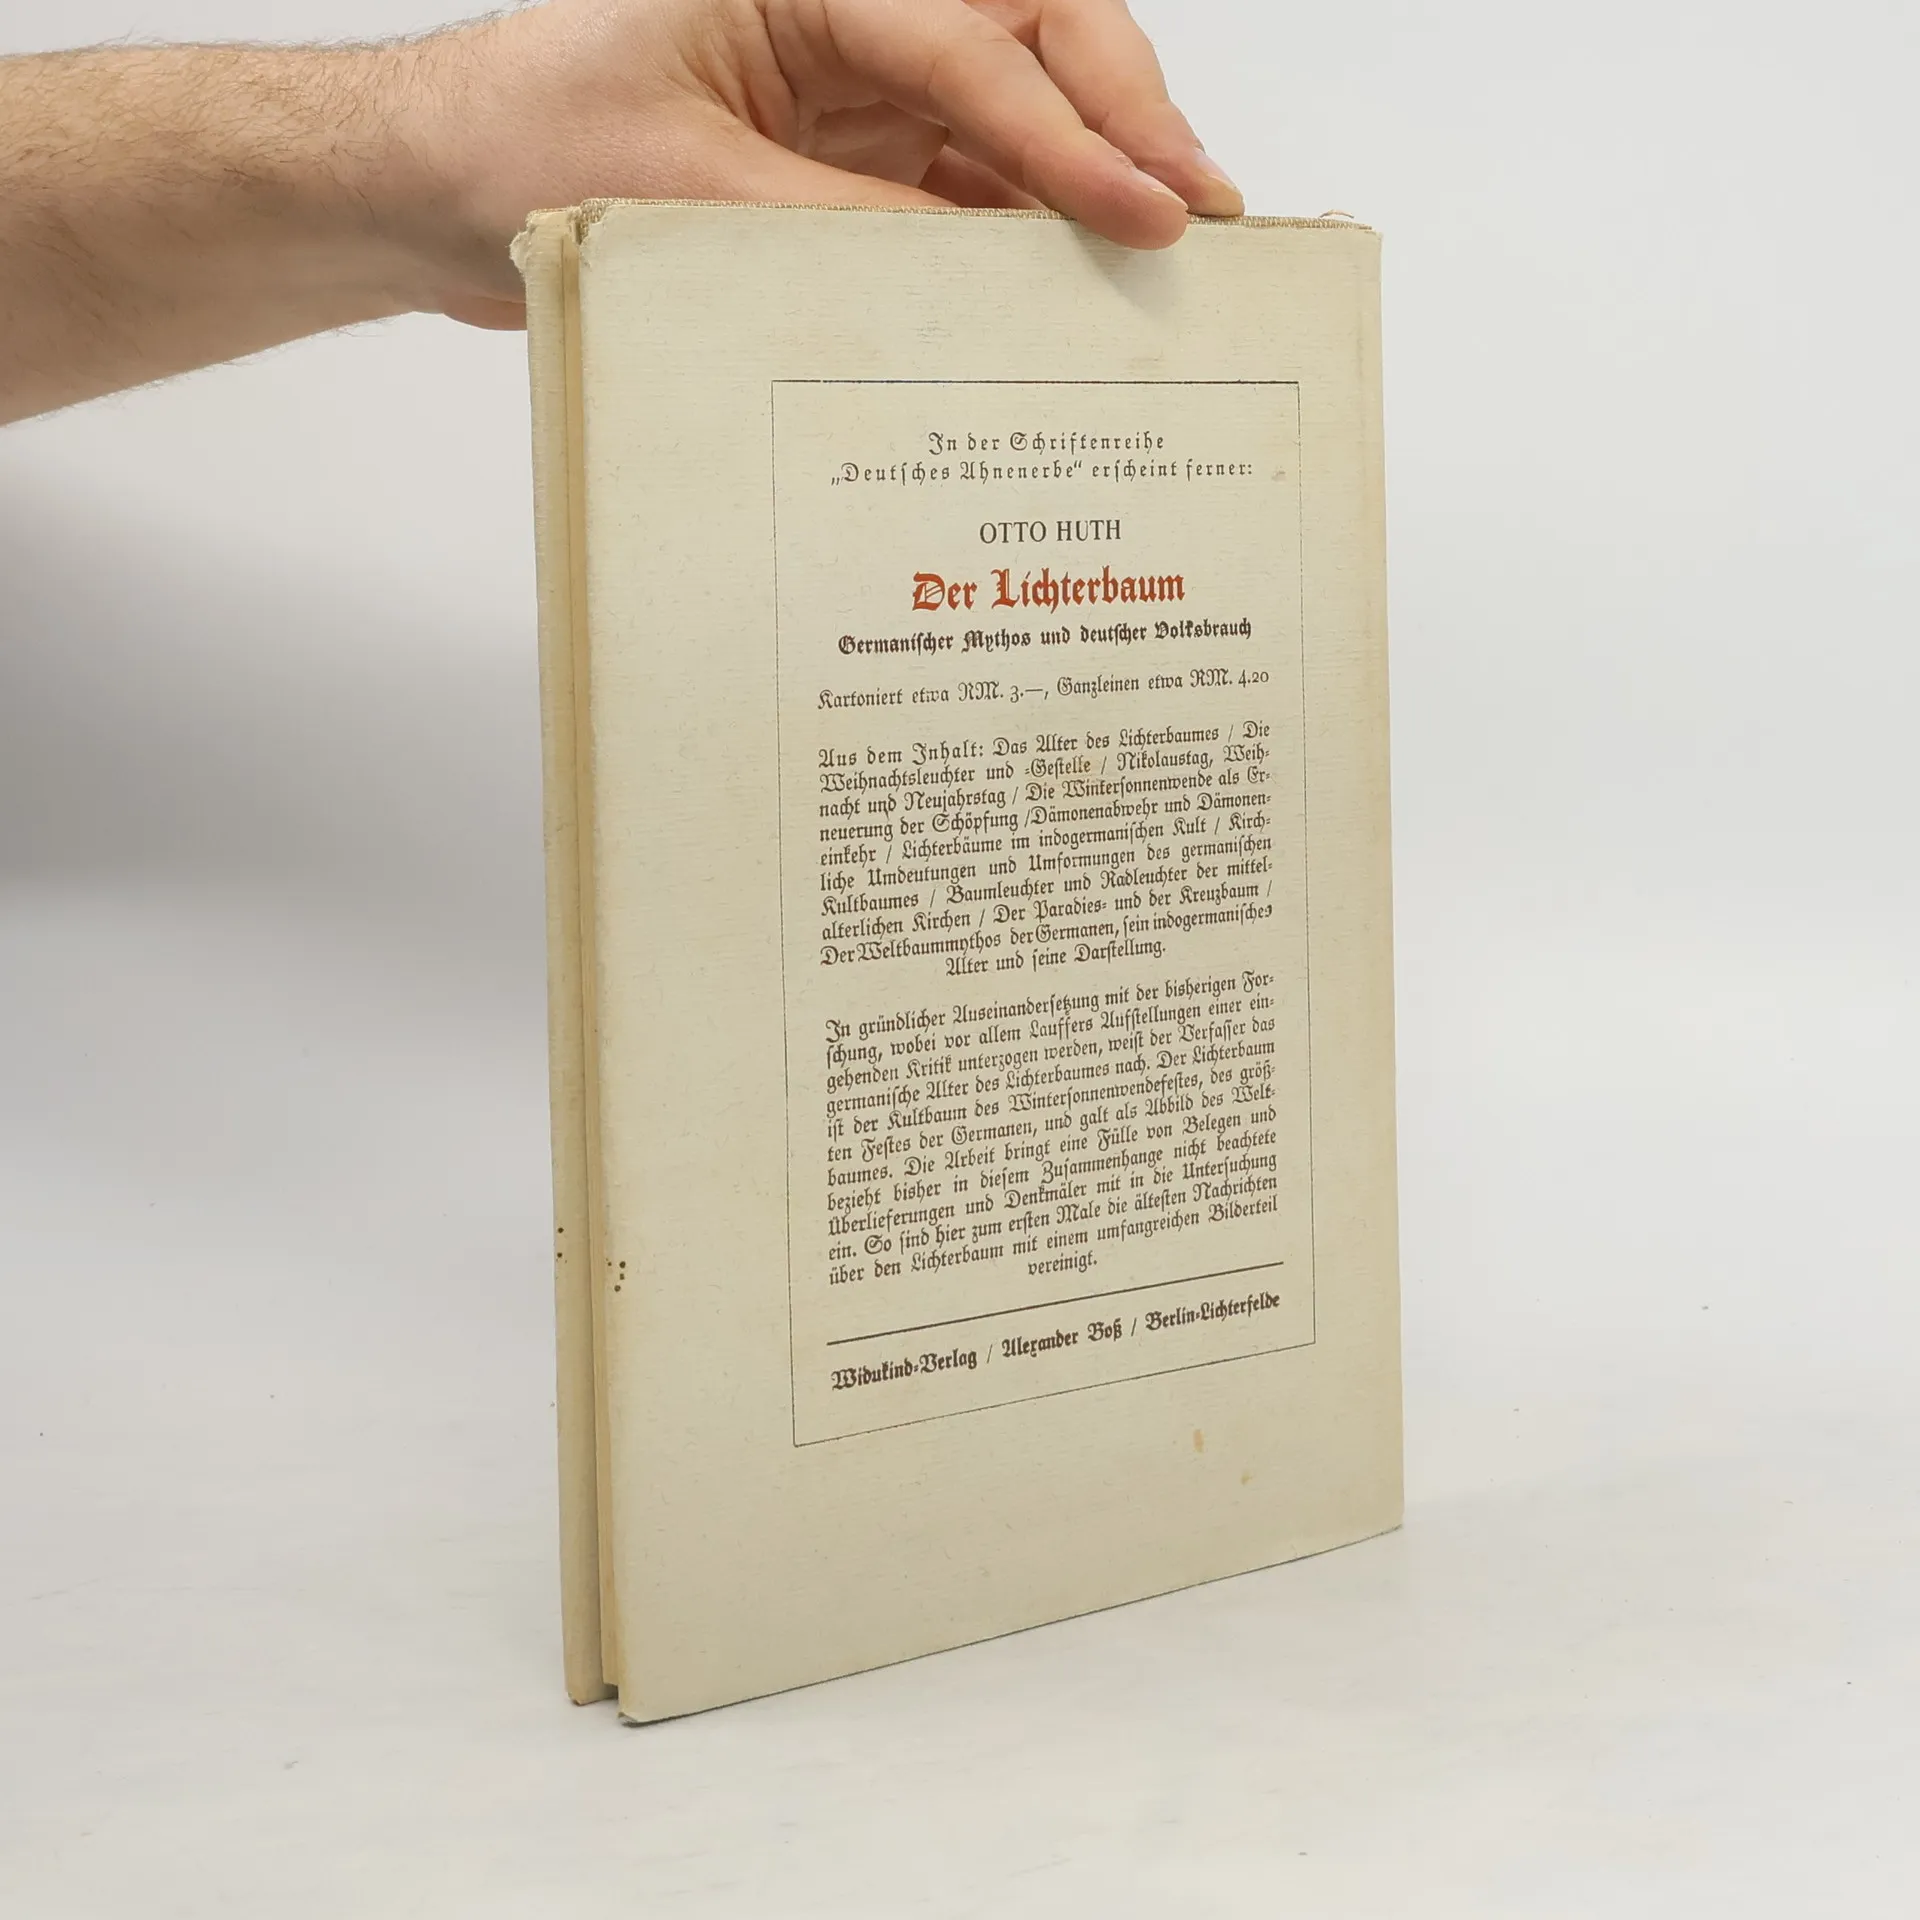 In der Schriftenreihe
„Deutſches Ahnenerbe“ erſcheint ferner:
OTTO HUTH
Der Lichterbaum
Germaniſcher Mythos und deutſcher Volksbrauch
Kartoniert etwa RM. 3.—, Ganzleinen etwa RM. 4.20
Aus dem Inhalt: Das Alter des Lichterbaumes / Die
Weihnachtsleuchter und =Geſtelle / Nikolaustag, Weih=
nacht und Neujahrstag / Die Winterſonnenwende als Er=
neuerung der Schöpfung / Dämonenabwehr und Dämonen=
einkehr / Lichterbäume im indogermaniſchen Kult / Kirch=
liche Umdeutungen und Umformungen des germaniſchen
Kultbaumes / Baumleuchter und Radleuchter der mittel=
alterlichen Kirchen / Der Paradies= und der Kreuzbaum /
Der Weltbaummythos der Germanen, ſein indogermaniſches
Alter und ſeine Darſtellung.
In gründlicher Auseinanderſetzung mit der bisherigen For=
ſchung, wobei vor allem Lauffers Aufſtellungen einer ein=
gehenden Kritik unterzogen werden, weiſt der Verfaſſer das
germaniſche Alter des Lichterbaumes nach. Der Lichterbaum
iſt der Kultbaum des Winterſonnenwendefeſtes, des größ=
ten Feſtes der Germanen, und galt als Abbild des Welt=
baumes. Die Arbeit bringt eine Fülle von Belegen und
bezieht bisher in dieſem Zuſammenhange nicht beachtete
Überlieferungen und Denkmäler mit in die Unterſuchung
ein. So ſind hier zum erſten Male die älteſten Nachrichten
über den Lichterbaum mit einem umfangreichen Bilderteil
vereinigt.
Widukind=Verlag / Alexander Boß / Berlin=Lichterfelde